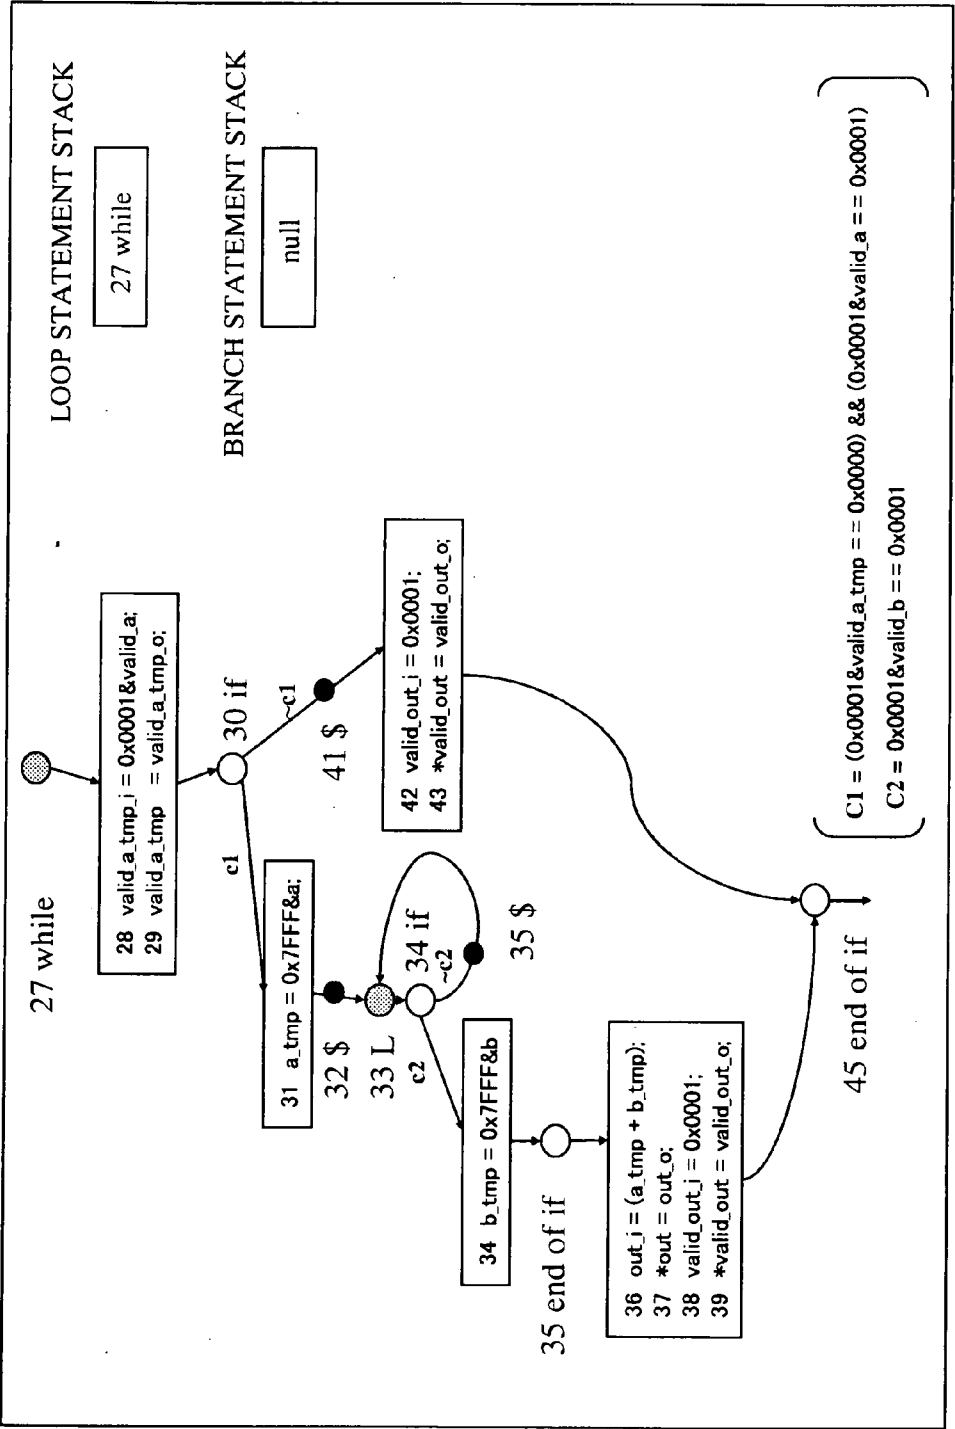 27 while
LOOP STATEMENT STACK
27 while
28 valid_a_tmp_i = 0x0001&valid_a;
29 valid_a_tmp = valid_a_tmp_o;
BRANCH STATEMENT STACK
null
30 if
c1
~c1
31 a_tmp = 0x7FFF&a;
41 $
32 $
33 L
34 if
c2
~c2
35 $
42 valid_out_i = 0x0001;
43 *valid_out = valid_out_o;
34 b_tmp = 0x7FFF&b
35 end of if
36 out_i = (a_tmp + b_tmp);
37 *out = out_o;
38 valid_out_i = 0x0001;
39 *valid_out = valid_out_o;
45 end of if
C1 = (0x0001&valid_a_tmp == 0x0000) && (0x0001&valid_a == 0x0001)
C2 = 0x0001&valid_b == 0x0001